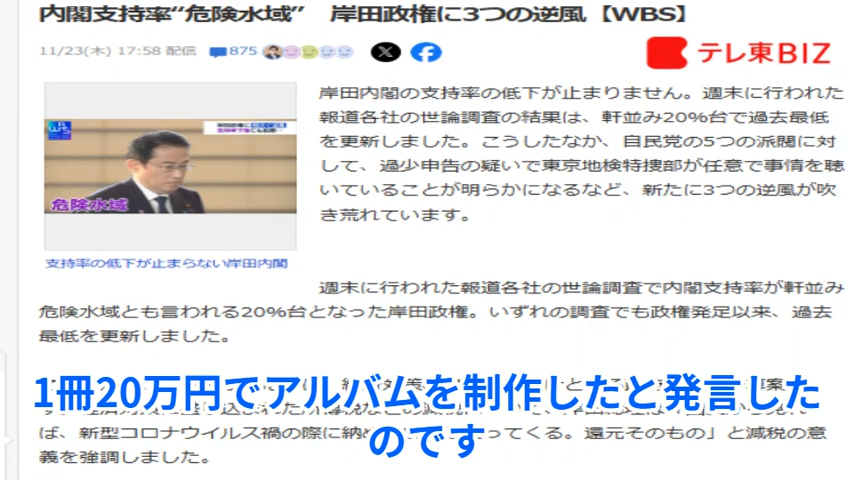 内閣支持率“危険水域” 岸田政権に3つの逆風【WBS】
11/23(木) 17:58 配信 875
テレ東BIZ
岸田内閣の支持率の低下が止まりません。週末に行われた
報道各社の世論調査の結果は、軒並み20%台で過去最低
を更新しました。こうしたなか、自民党の5つの派閥に対
して、過少申告の疑いで東京地検特捜部が任意で事情を聴
いていることが明らかになるなど、新たに3つの逆風が吹
き荒れています。
危険水域
支持率の低下が止まらない岸田内閣
週末に行われた報道各社の世論調査で内閣支持率が軒並み
危険水域とも言われる20%台となった岸田政権。いずれの調査でも政権発足以来、過去
最低を更新しました。
1冊20万円でアルバムを制作したと発言した
のです
ば、新型コロナウイルス禍の際に納め ってくる。還元そのもの」と減税の意
義を強調しました。